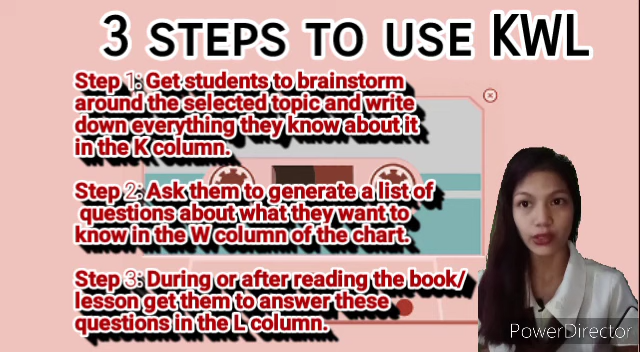 3 STEPS TO USE KWL
Step 1: Get students to brainstorm
around the selected topic and write
down everything they know about it
in the K column.
Step 2: Ask them to generate a list of
questions about what they want to
know in the W column of the chart.
Step 3: During or after reading the book/
lesson get them to answer these
questions in the L column.
PowerDirector